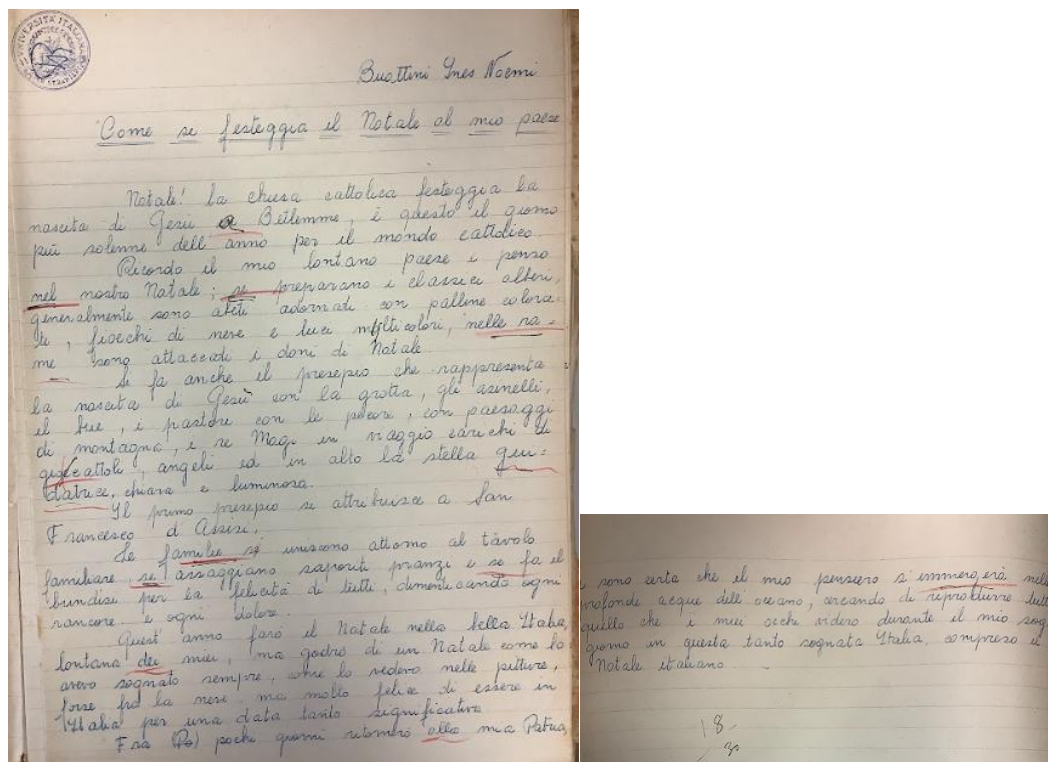 UNIVERSITÀ ITALIANA
Buattini Ines Noemi
Come se festeggia il Natale al mio paese
Natale! la chiesa cattolica festeggia la
nascita di Gesù a Betlemme, è questo il giorno
più solenne dell' anno per il mondo cattolico.
Ricordo il mio lontano paese e penso
nel nostro Natale; se preparano i classici alberi,
generalmente sono abeti adornati con palline colora-
te, fiocchi di neve e luci multicolori, nelle ra-
me sono attaccati i doni di Natale.
Si fa anche il presepio che rappresenta
la nascita di Gesù con la grotta, gli asinelli,
il bue, i pastore con le pecore, con paesaggi
di montagna, i re Magi in viaggio carichi di
giocattoli, angeli ed in alto la stella gui-
datrice, chiara e luminosa.
Il primo presepio se attribuisce a San
Francesco d'Assisi.
Le familie si uniscono attorno al tavolo
familiare, se assaggiano saporiti pranzi e se fa il
brindisi per la felicità di tutti, dimenticando ogni
rancore e ogni dolore.
Quest' anno farò il Natale nella bella Italia,
lontana dei miei, ma godrò di un Natale come lo
avevo sognato sempre, come lo vedevo nelle pitture,
forse fra la neve, ma molto felice di essere in
Italia per una data tanto significativa
Fra (Po) pochi giorni ritornerò alla mia Patria,
sono certa che il mio pensiero s'immergerà nelle
profonde acque dell' oceano, cercando di riprodurre tutto
quello che i miei occhi videro durante il mio sog
giorno in questa tanto sognata Italia, compreso il
Natale italiano.
18
30